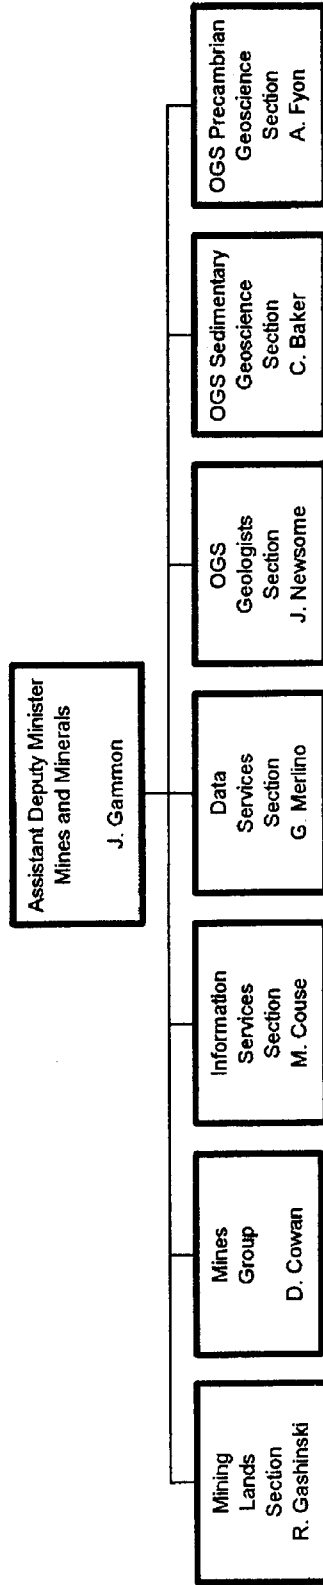 Assistant Deputy Minister
Mines and Minerals
J. Gammon
Mining
Lands
Section
R. Gashinski
Mines
Group
D. Cowan
Information
Services
Section
M. Couse
Data
Services
Section
G. Merlino
OGS
Geologists
Section
J. Newsome
OGS Sedimentary
Geoscience
Section
C. Baker
OGS Precambrian
Geoscience
Section
A. Fyon